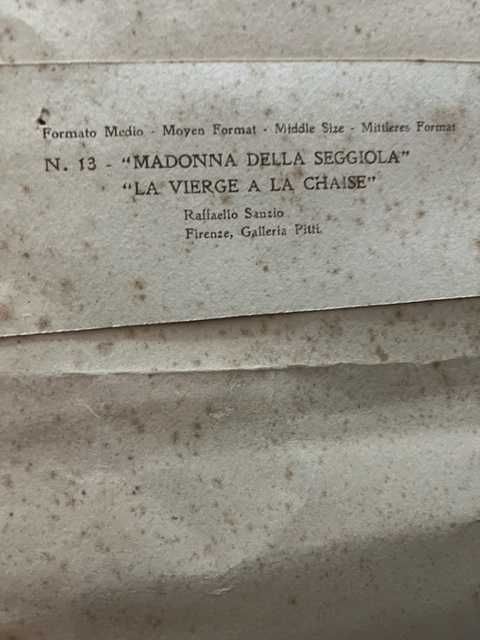 Formato Medio - Moyen Format - Middle Size - Mittleres Format
N. 13 - "MADONNA DELLA SEGGIOLA"
"LA VIERGE A LA CHAISE"
Raffaello Sanzio
Firenze, Galleria Pitti.